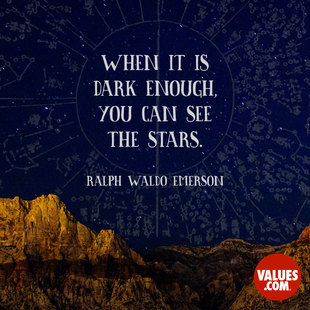 WHEN IT IS
DARK ENOUGH,
YOU CAN SEE
THE STARS.
RALPH WALDO EMERSON
VALUES
.COM